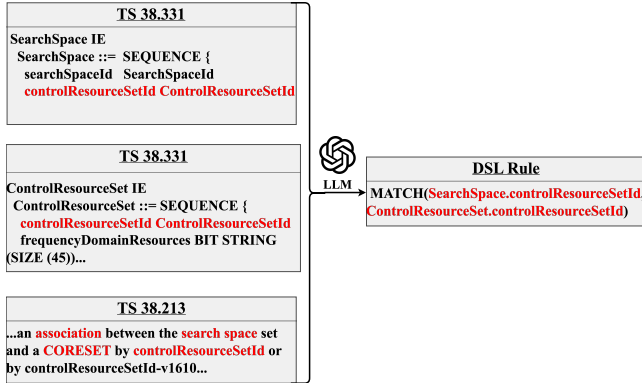 TS 38.331
SearchSpace IE
SearchSpace ::= SEQUENCE {
searchSpaceId SearchSpaceId
controlResourceSetId ControlResourceSetId
TS 38.331
ControlResourceSet IE
ControlResourceSet ::= SEQUENCE {
controlResourceSetId ControlResourceSetId
frequencyDomainResources BIT STRING
(SIZE (45))...
TS 38.213
...an association between the search space set
and a CORESET by controlResourceSetId or
by controlResourceSetId-v1610...
LLM
DSL Rule
MATCH(SearchSpace.controlResourceSetId,
ControlResourceSet.controlResourceSetId)